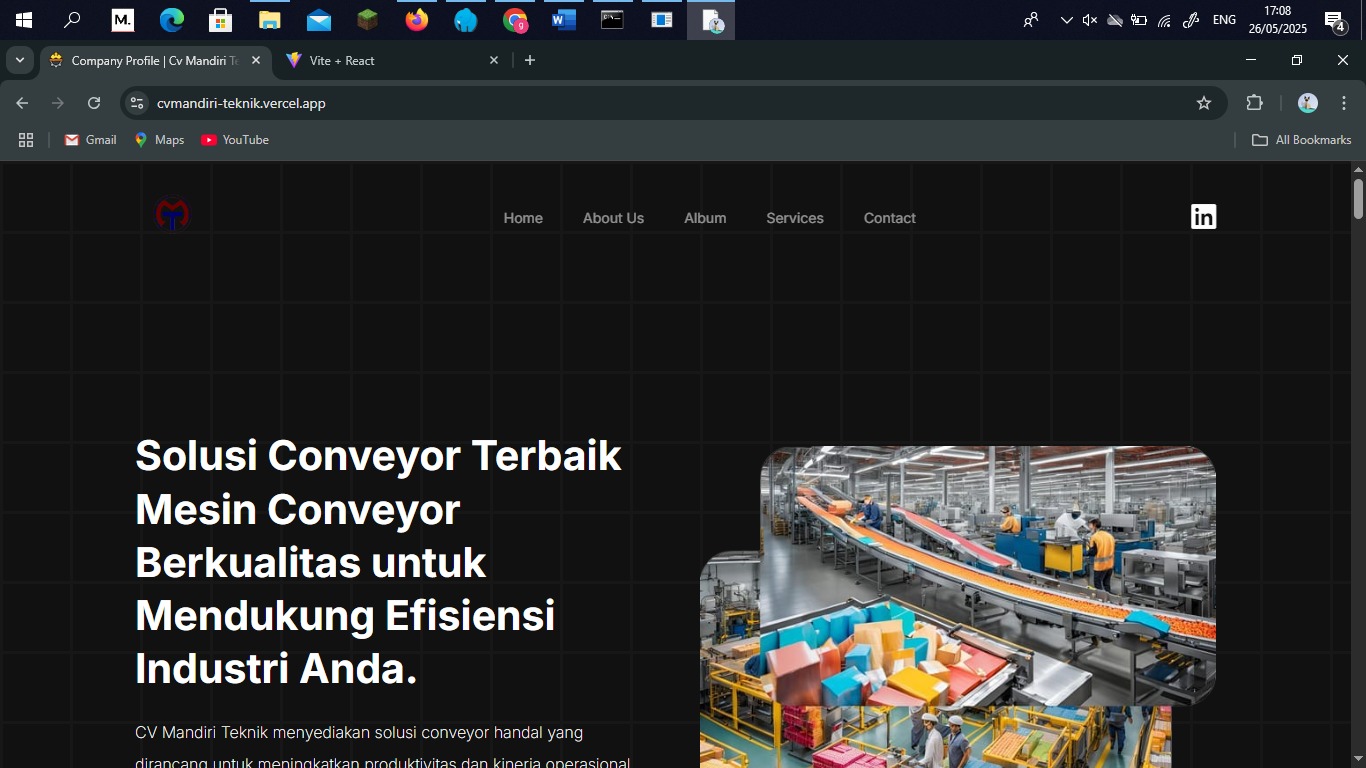 M.
9
ENG
17:08
26/05/2025
4
Company Profile | Cv Mandiri Te
Vite + React
cvmandiri-teknik.vercel.app
Gmail
Maps
YouTube
All Bookmarks
Home
About Us
Album
Services
Contact
in
Solusi Conveyor Terbaik
Mesin Conveyor
Berkualitas untuk
Mendukung Efisiensi
Industri Anda.
CV Mandiri Teknik menyediakan solusi conveyor handal yang
dirancang untuk meningkatkan produktivitas dan kinerja operasional